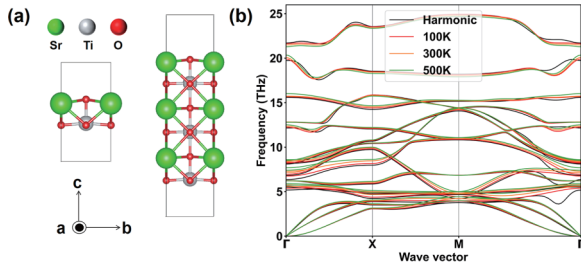 (a)
Sr Ti O
c
a b
(b)
Frequency (THz)
25
20
15
10
5
0
Harmonic
100K
300K
500K
Γ X M Γ
Wave vector